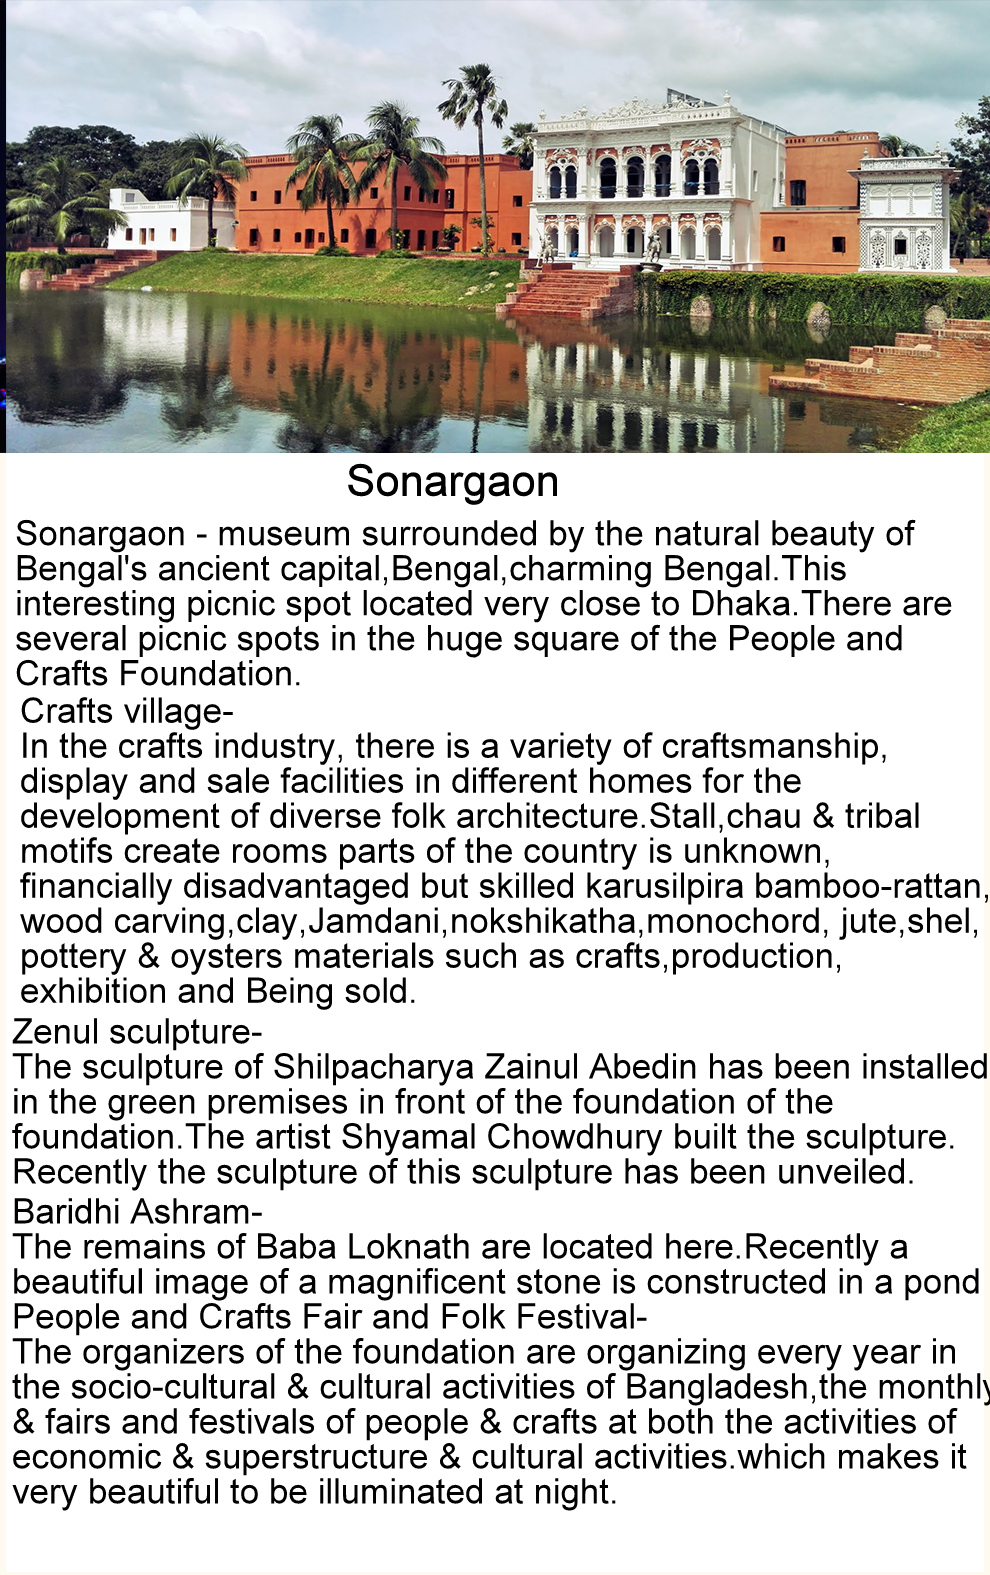 Sonargaon
Sonargaon - museum surrounded by the natural beauty of
Bengal's ancient capital,Bengal,charming Bengal.This
interesting picnic spot located very close to Dhaka.There are
several picnic spots in the huge square of the People and
Crafts Foundation.
Crafts village-
In the crafts industry, there is a variety of craftsmanship,
display and sale facilities in different homes for the
development of diverse folk architecture.Stall,chau & tribal
motifs create rooms parts of the country is unknown,
financially disadvantaged but skilled karusilpira bamboo-rattan,
wood carving,clay,Jamdani,nokshikatha,monochord, jute,shel,
pottery & oysters materials such as crafts,production,
exhibition and Being sold.
Zenul sculpture-
The sculpture of Shilpacharya Zainul Abedin has been installed
in the green premises in front of the foundation of the
foundation.The artist Shyamal Chowdhury built the sculpture.
Recently the sculpture of this sculpture has been unveiled.
Baridhi Ashram-
The remains of Baba Loknath are located here.Recently a
beautiful image of a magnificent stone is constructed in a pond
People and Crafts Fair and Folk Festival-
The organizers of the foundation are organizing every year in
the socio-cultural & cultural activities of Bangladesh,the monthly
& fairs and festivals of people & crafts at both the activities of
economic & superstructure & cultural activities.which makes it
very beautiful to be illuminated at night.